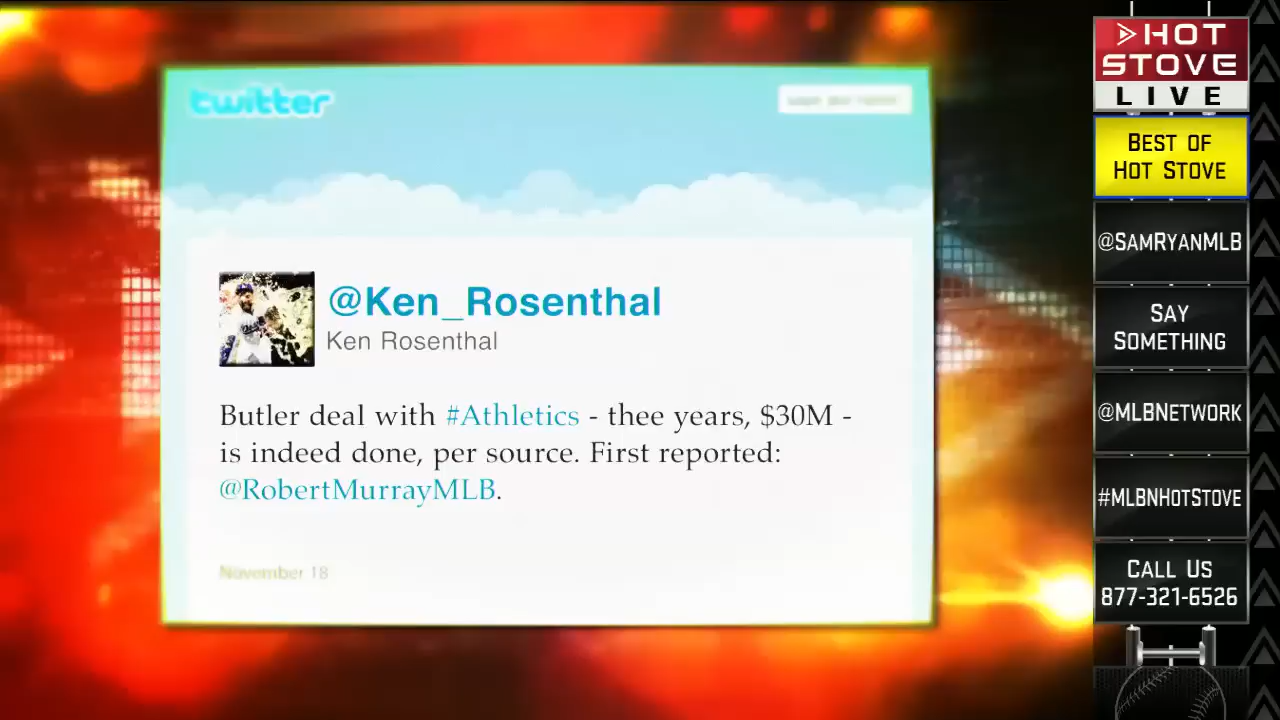 twitter
@Ken_Rosenthal
Ken Rosenthal
Butler deal with #Athletics - thee years, $30M -
is indeed done, per source. First reported:
@RobertMurrayMLB.
November 18
HOT
STOVE
LIVE
BEST OF
HOT STOVE
@SAMRYANMLB
SAY
SOMETHING
@MLBNETWORK
#MLBNHOTSTOVE
CALL US
877-321-6526